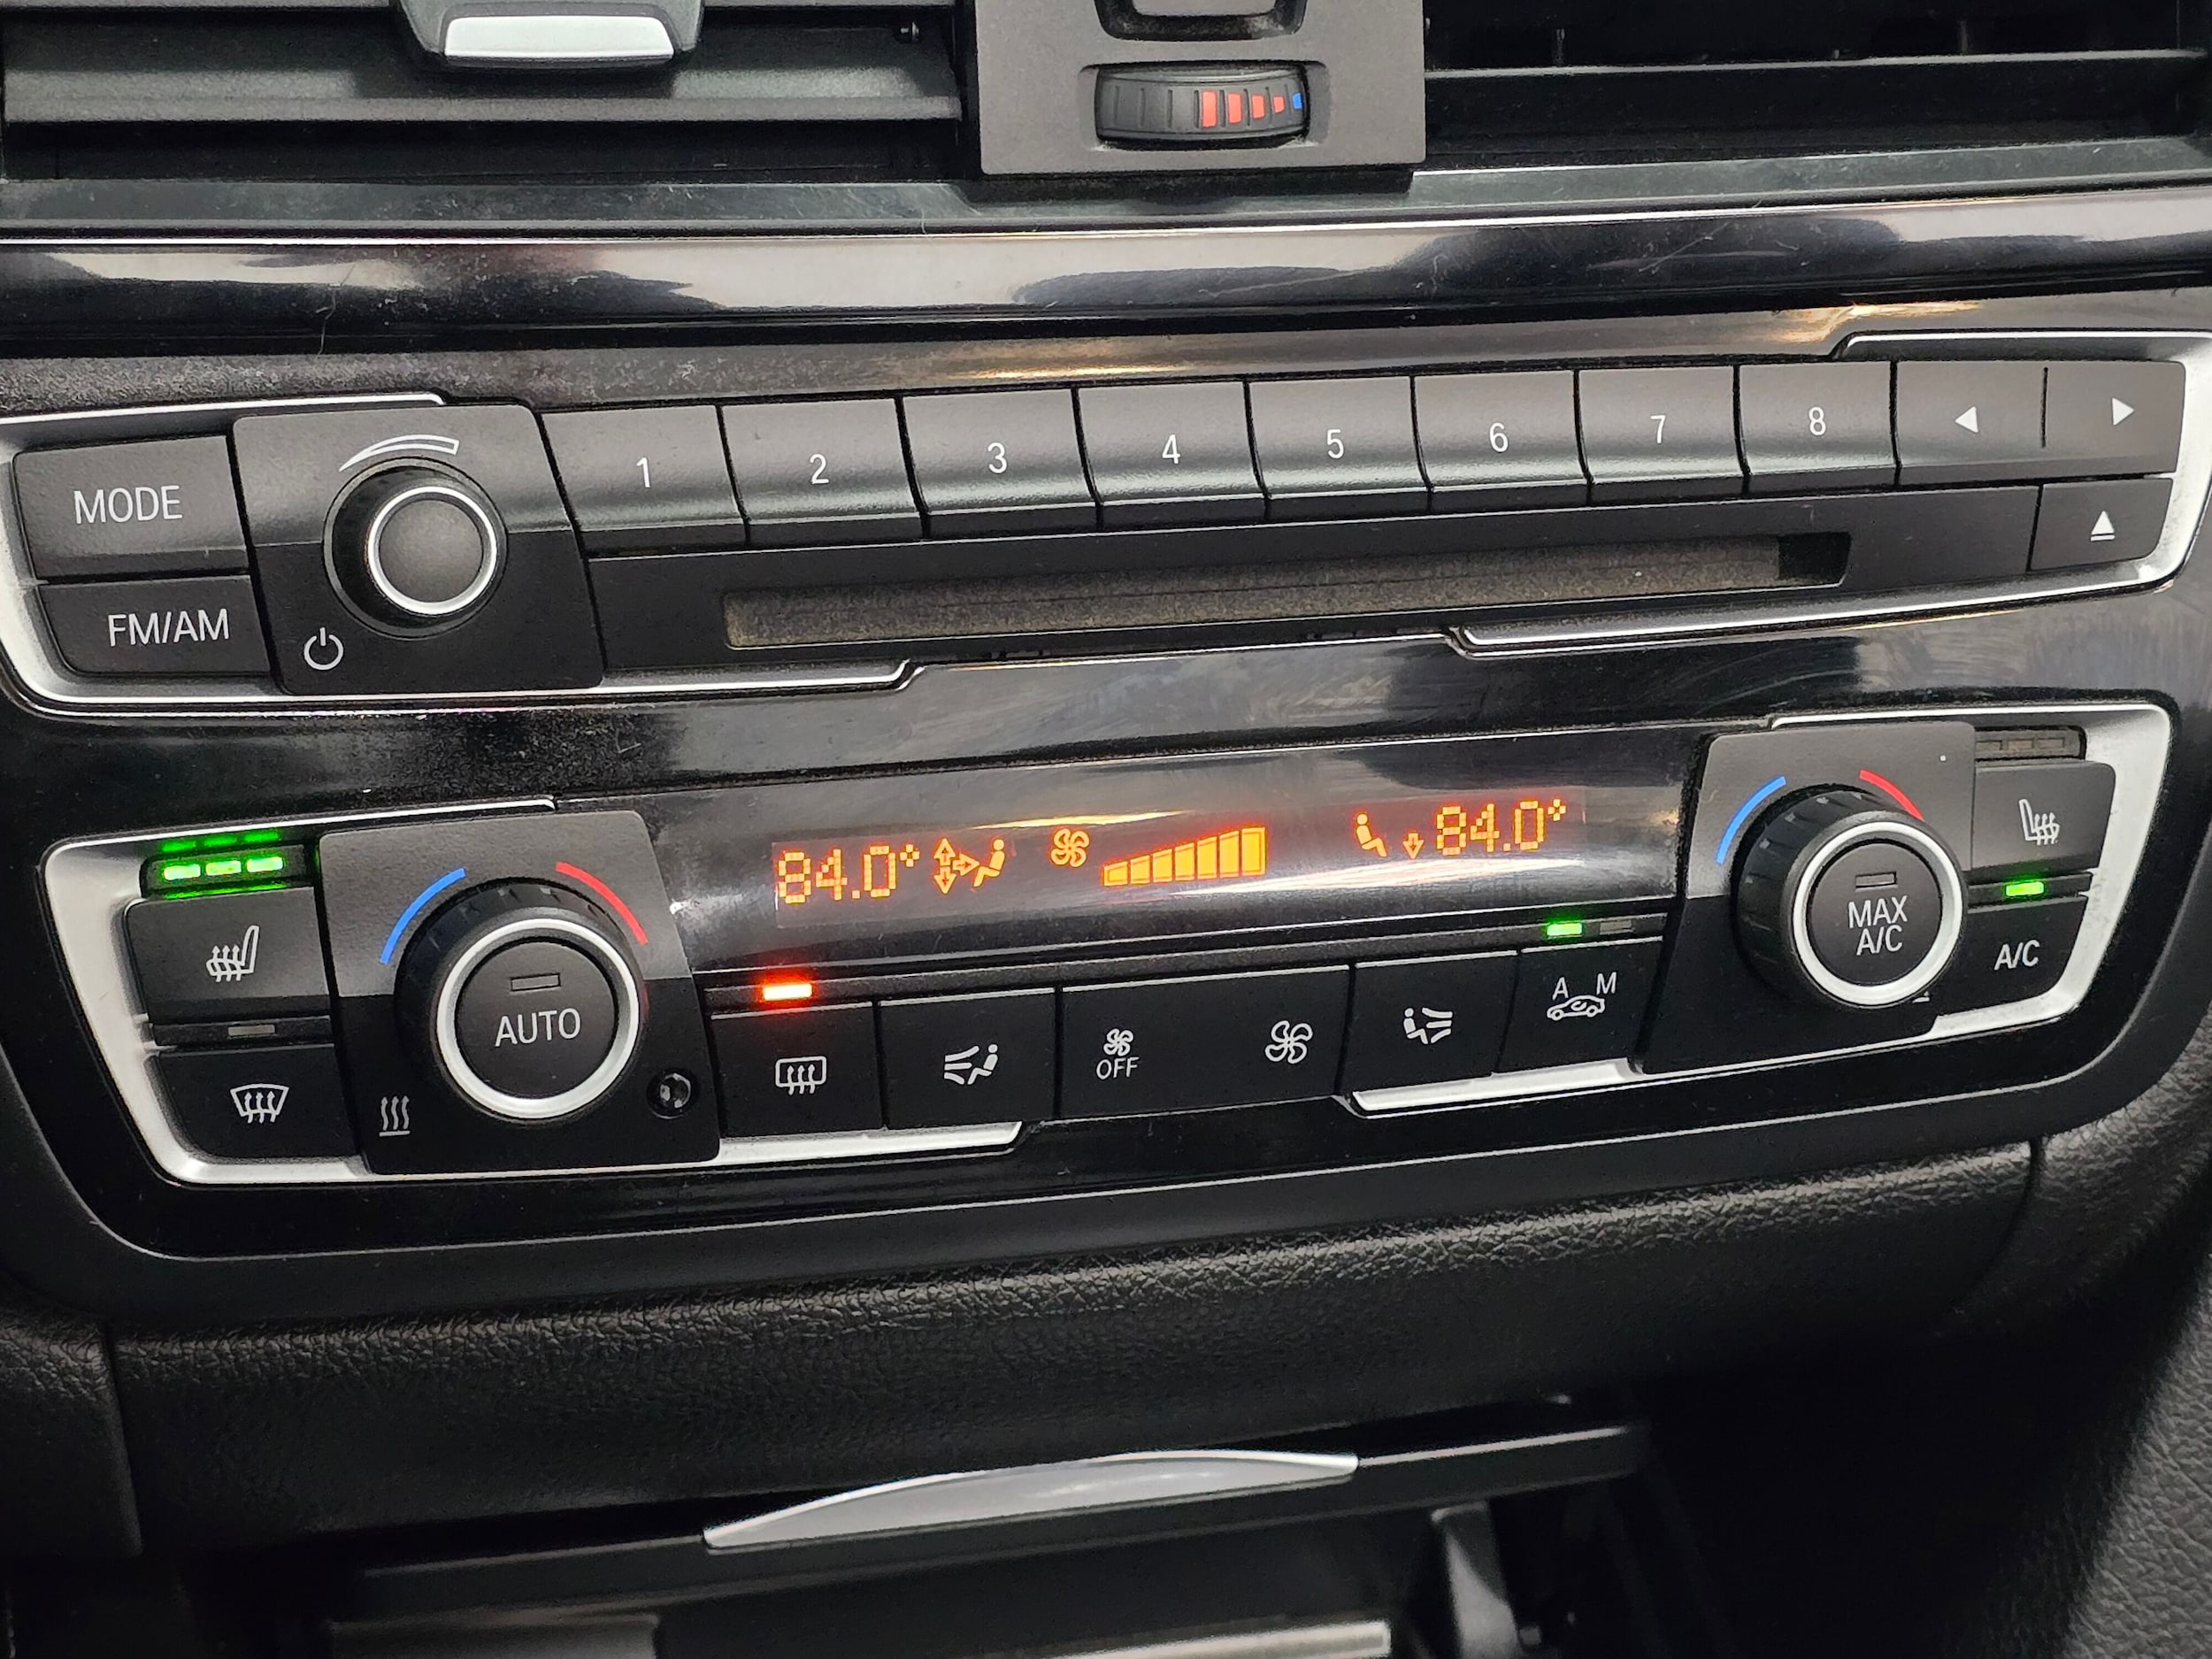 1 2 3 4 5 6 7 8
MODE
FM/AM
84.0° 84.0°
MAX
A/C
A/C
AUTO
A M
OFF